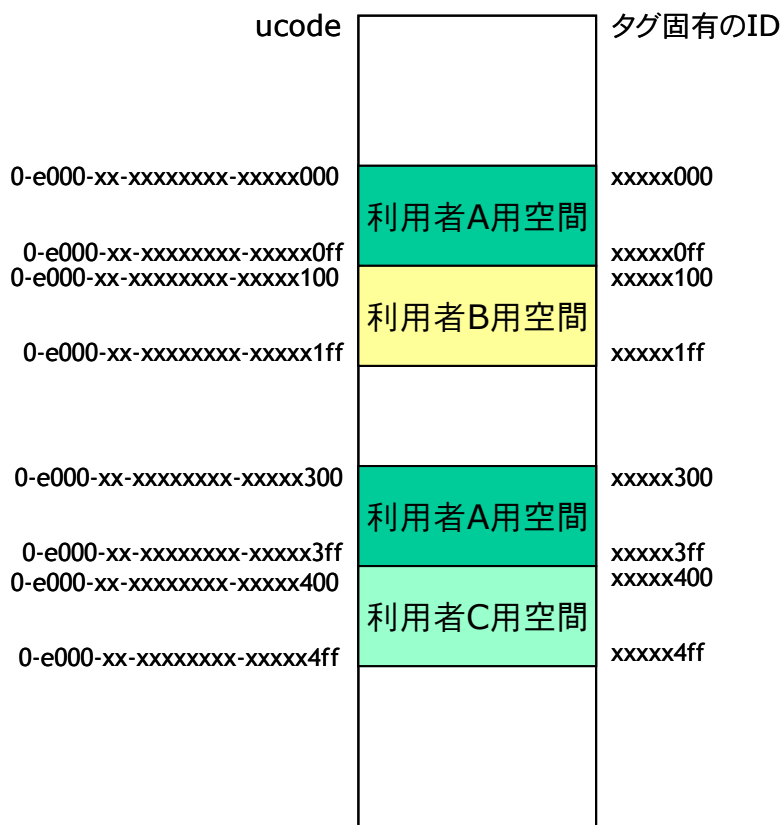 ucode タグ固有のID
0-e000-xx-xxxxxxxx-xxxxx000 xxxxx000
利用者A用空間
0-e000-xx-xxxxxxxx-xxxxx0ff xxxxx0ff
0-e000-xx-xxxxxxxx-xxxxx100 xxxxx100
利用者B用空間
0-e000-xx-xxxxxxxx-xxxxx1ff xxxxx1ff
0-e000-xx-xxxxxxxx-xxxxx300 xxxxx300
利用者A用空間
0-e000-xx-xxxxxxxx-xxxxx3ff xxxxx3ff
0-e000-xx-xxxxxxxx-xxxxx400 xxxxx400
利用者C用空間
0-e000-xx-xxxxxxxx-xxxxx4ff xxxxx4ff